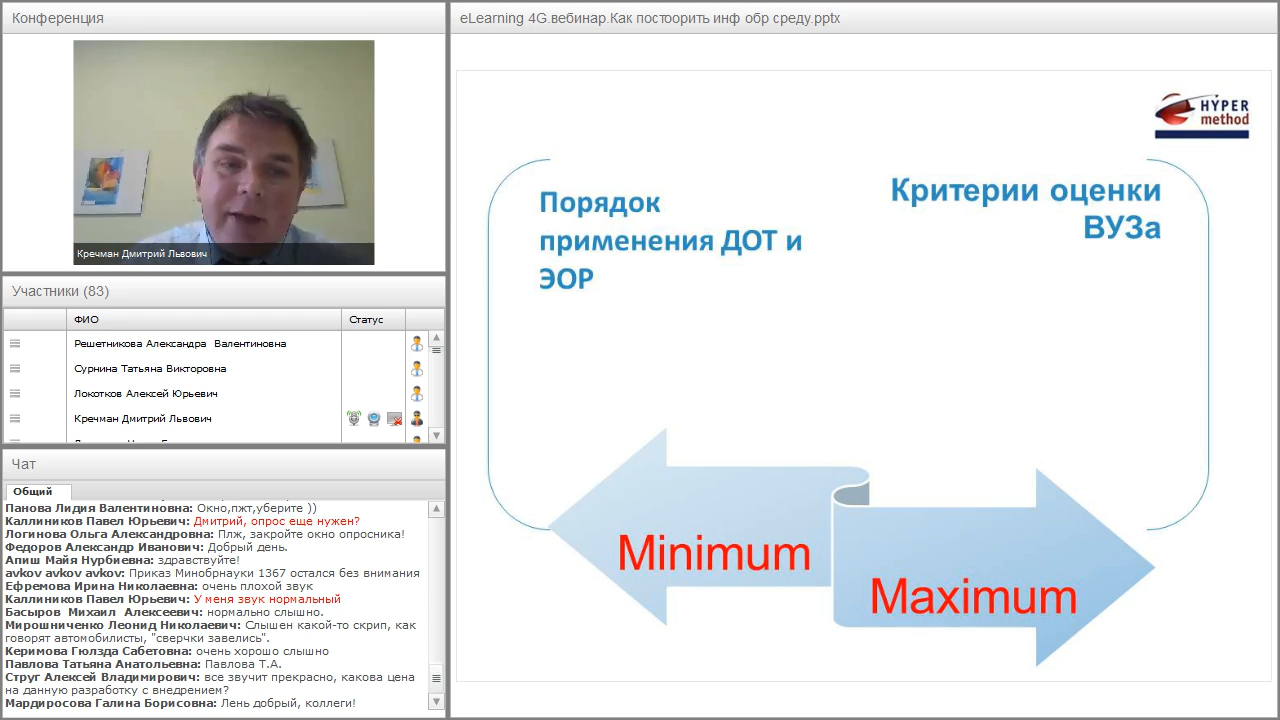 Конференция
Кречман Дмитрий Львович
Участники (83)
ФИО
Статус
Решетникова Александра Валентиновна
Сурнина Татьяна Викторовна
Локотков Алексей Юрьевич
Кречман Дмитрий Львович
Чат
Общий
Панова Лидия Валентиновна: Окно,пжт,уберите ))
Каллиников Павел Юрьевич: Дмитрий, опрос еще нужен?
Логинова Ольга Александровна: Плж, закройте окно опросника!
Федоров Александр Иванович: Добрый день.
Апиш Майя Нурбиевна: здравствуйте!
avkov avkov avkov: Приказ Минобрнауки 1367 остался без внимания
Ефремова Ирина Николаевна: очень плохой звук
Каллиников Павел Юрьевич: У меня звук нормальный
Басыров Михаил Алексеевич: нормально слышно.
Мирошниченко Леонид Николаевич: Слышен какой-то скрип, как
говорят автомобилисты, "сверчки завелись".
Керимова Гюлзда Сабетовна: очень хорошо слышно
Павлова Татьяна Анатольевна: Павлова Т.А.
Струг Алексей Владимирович: все звучит прекрасно, какова цена
на данную разработку с внедрением?
Мардиросова Галина Борисовна: Лень добрый, коллеги!
eLearning 4G.вебинар.Как постоорить инф обр среду.pptx
HYPER
method
Порядок
применения ДОТ и
ЭОР
Критерии оценки
ВУЗа
Minimum
Maximum